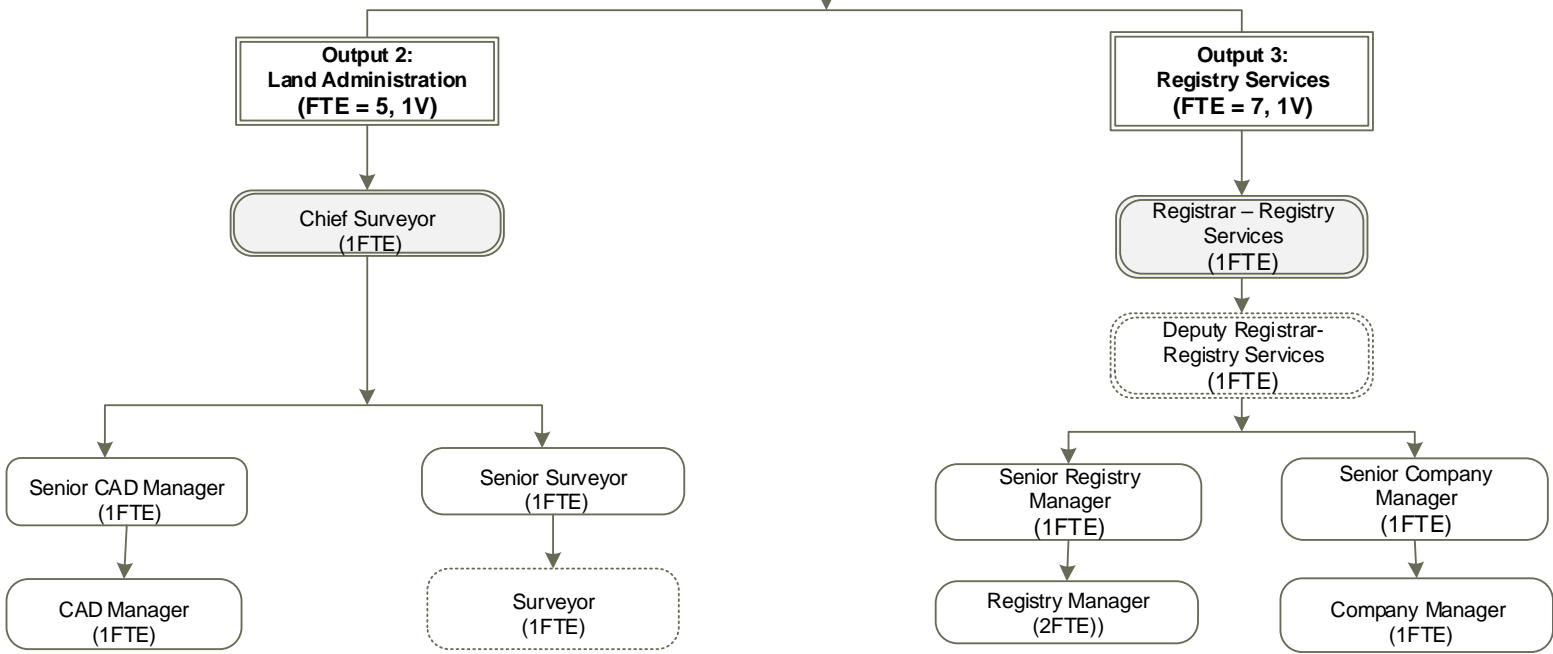 Output 2:
Land Administration
(FTE = 5, 1V)
Chief Surveyor
(1FTE)
Senior CAD Manager
(1FTE)
CAD Manager
(1FTE)
Senior Surveyor
(1FTE)
Surveyor
(1FTE)
Output 3:
Registry Services
(FTE = 7, 1V)
Registrar – Registry
Services
(1FTE)
Deputy Registrar-
Registry Services
(1FTE)
Senior Registry
Manager
(1FTE)
Registry Manager
(2FTE))
Senior Company
Manager
(1FTE)
Company Manager
(1FTE)